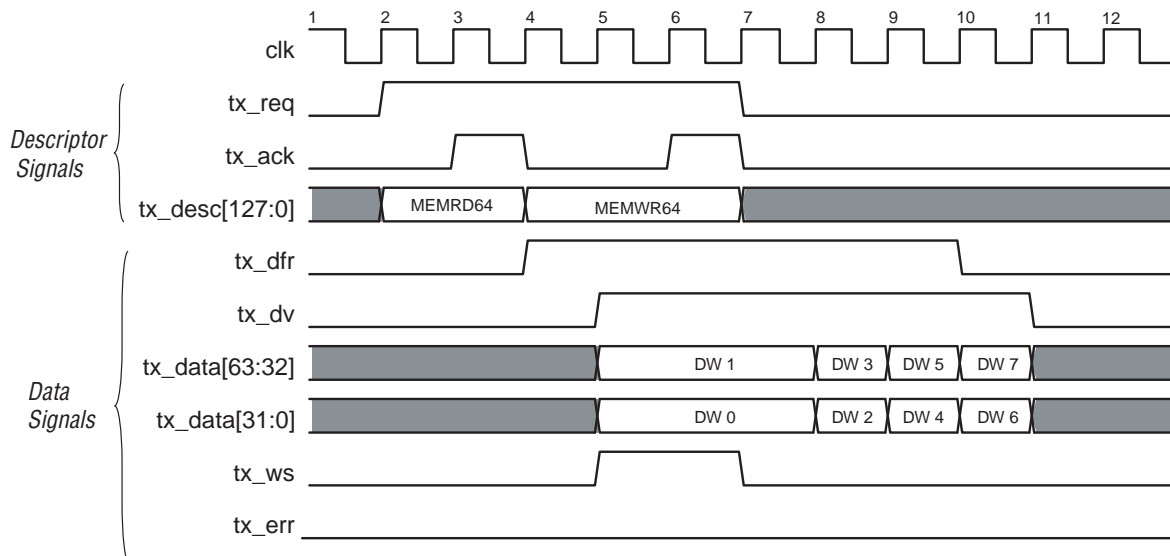 1 2 3 4 5 6 7 8 9 10 11 12
clk
tx_req
Descriptor
Signals
tx_ack
tx_desc[127:0] MEMRD64 MEMWR64
tx_dfr
tx_dv
tx_data[63:32] DW 1 DW 3 DW 5 DW 7
Data
Signals
tx_data[31:0] DW 0 DW 2 DW 4 DW 6
tx_ws
tx_err